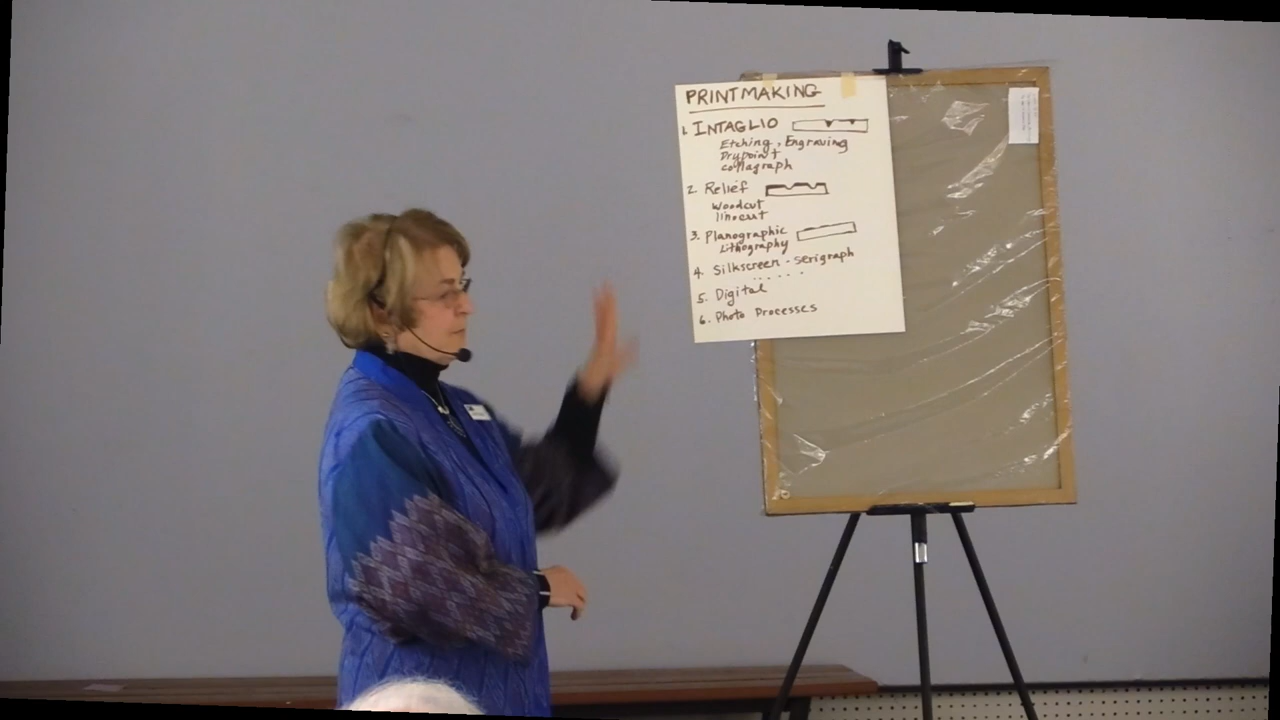 PRINTMAKING
1. INTAGLIO
Etching, Engraving
Drypoint
collagraph
2. Relief
Woodcut
linocut
3. Planographic
Lithography
4. Silkscreen - serigraph
5. Digital
6. Photo Processes